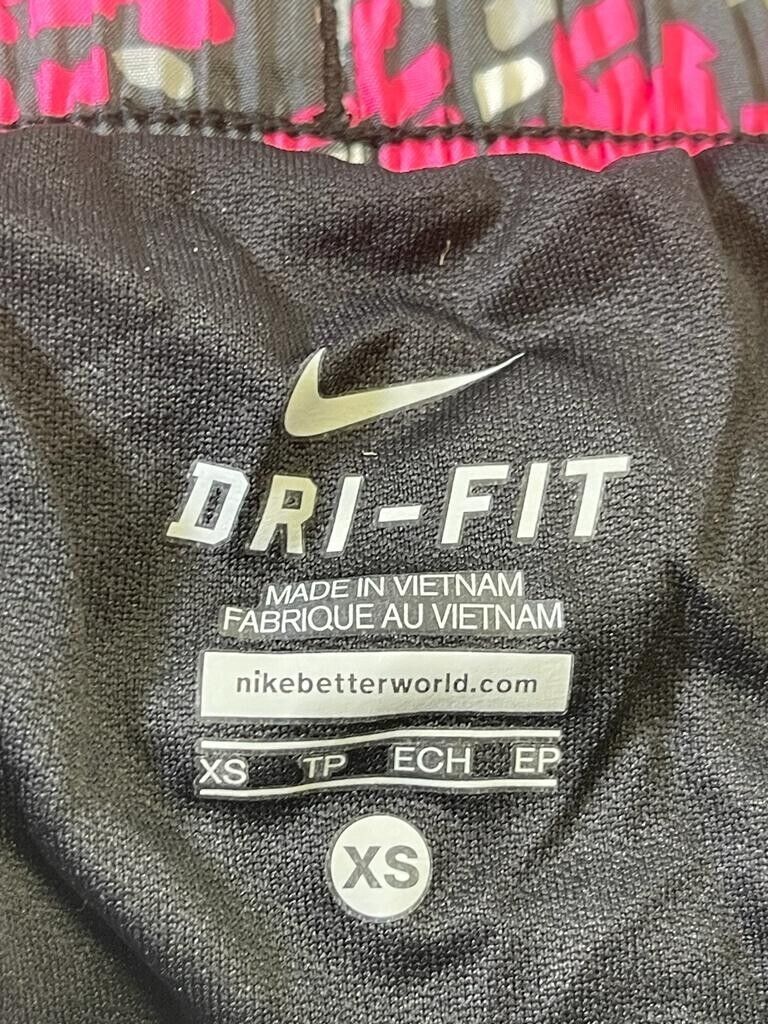 DRI-FIT
MADE IN VIETNAM
FABRIQUE AU VIETNAM
nikebetterworld.com
XS TP ECH EP
XS